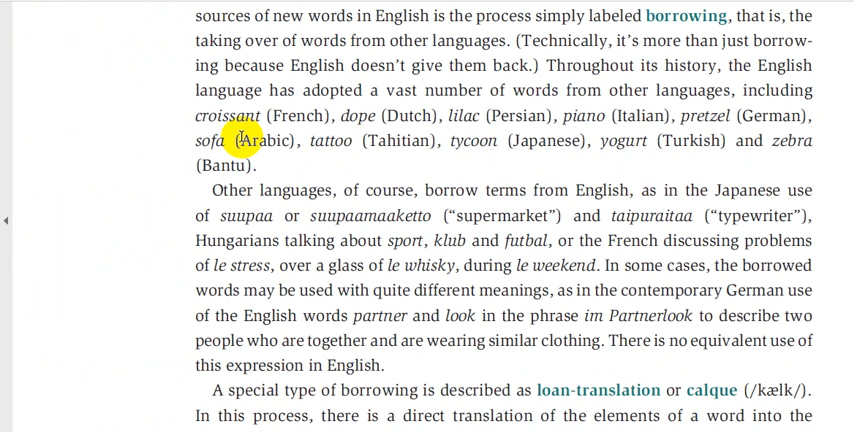 sources of new words in English is the process simply labeled borrowing, that is, the
taking over of words from other languages. (Technically, it’s more than just borrow-
ing because English doesn’t give them back.) Throughout its history, the English
language has adopted a vast number of words from other languages, including
croissant (French), dope (Dutch), lilac (Persian), piano (Italian), pretzel (German),
sofa (Arabic), tattoo (Tahitian), tycoon (Japanese), yogurt (Turkish) and zebra
(Bantu).
Other languages, of course, borrow terms from English, as in the Japanese use
of suupaa or suupaamaaketto (“supermarket”) and taipuraitaa (“typewriter”),
Hungarians talking about sport, klub and futbal, or the French discussing problems
of le stress, over a glass of le whisky, during le weekend. In some cases, the borrowed
words may be used with quite different meanings, as in the contemporary German use
of the English words partner and look in the phrase im Partnerlook to describe two
people who are together and are wearing similar clothing. There is no equivalent use of
this expression in English.
A special type of borrowing is described as loan-translation or calque (/kælk/).
In this process, there is a direct translation of the elements of a word into the